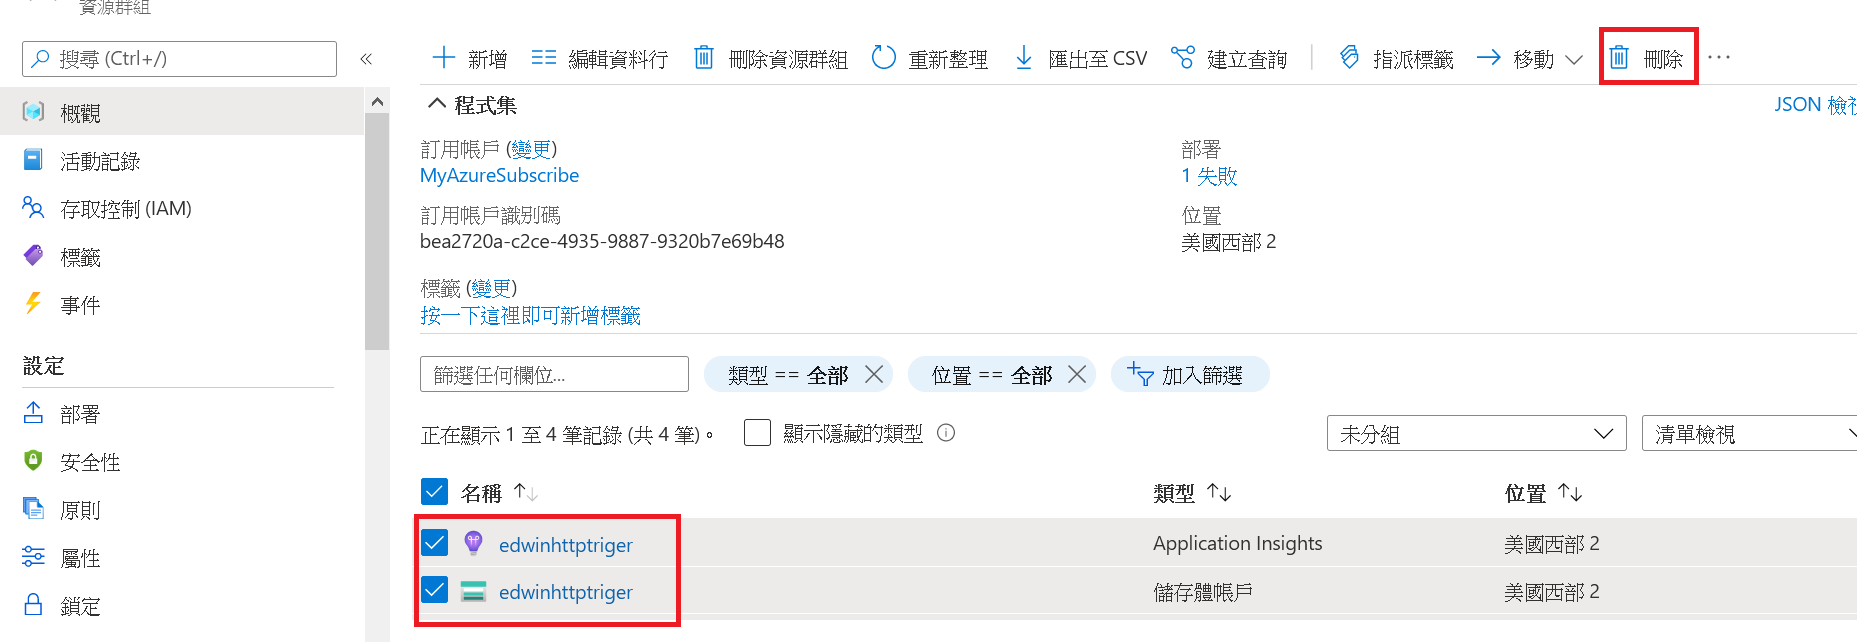 資源群組
搜尋 (Ctrl+/)
«
新增
編輯資料行
刪除資源群組
重新整理
匯出至 CSV
建立查詢
指派標籤
移動
刪除
···
概觀
活動記錄
存取控制 (IAM)
標籤
事件
設定
部署
安全性
原則
屬性
鎖定
程式集
JSON 檢視
訂用帳戶 (變更)
MyAzureSubscribe
部署
1 失敗
訂用帳戶識別碼
bea2720a-c2ce-4935-9887-9320b7e69b48
位置
美國西部 2
標籤 (變更)
按一下這裡即可新增標籤
篩選任何欄位...
類型 == 全部
位置 == 全部
加入篩選
正在顯示 1 至 4 筆記錄 (共 4 筆)。
顯示隱藏的類型
未分組
清單檢視
名稱 類型 位置
edwinhttptriger Application Insights 美國西部 2
edwinhttptriger 儲存體帳戶 美國西部 2